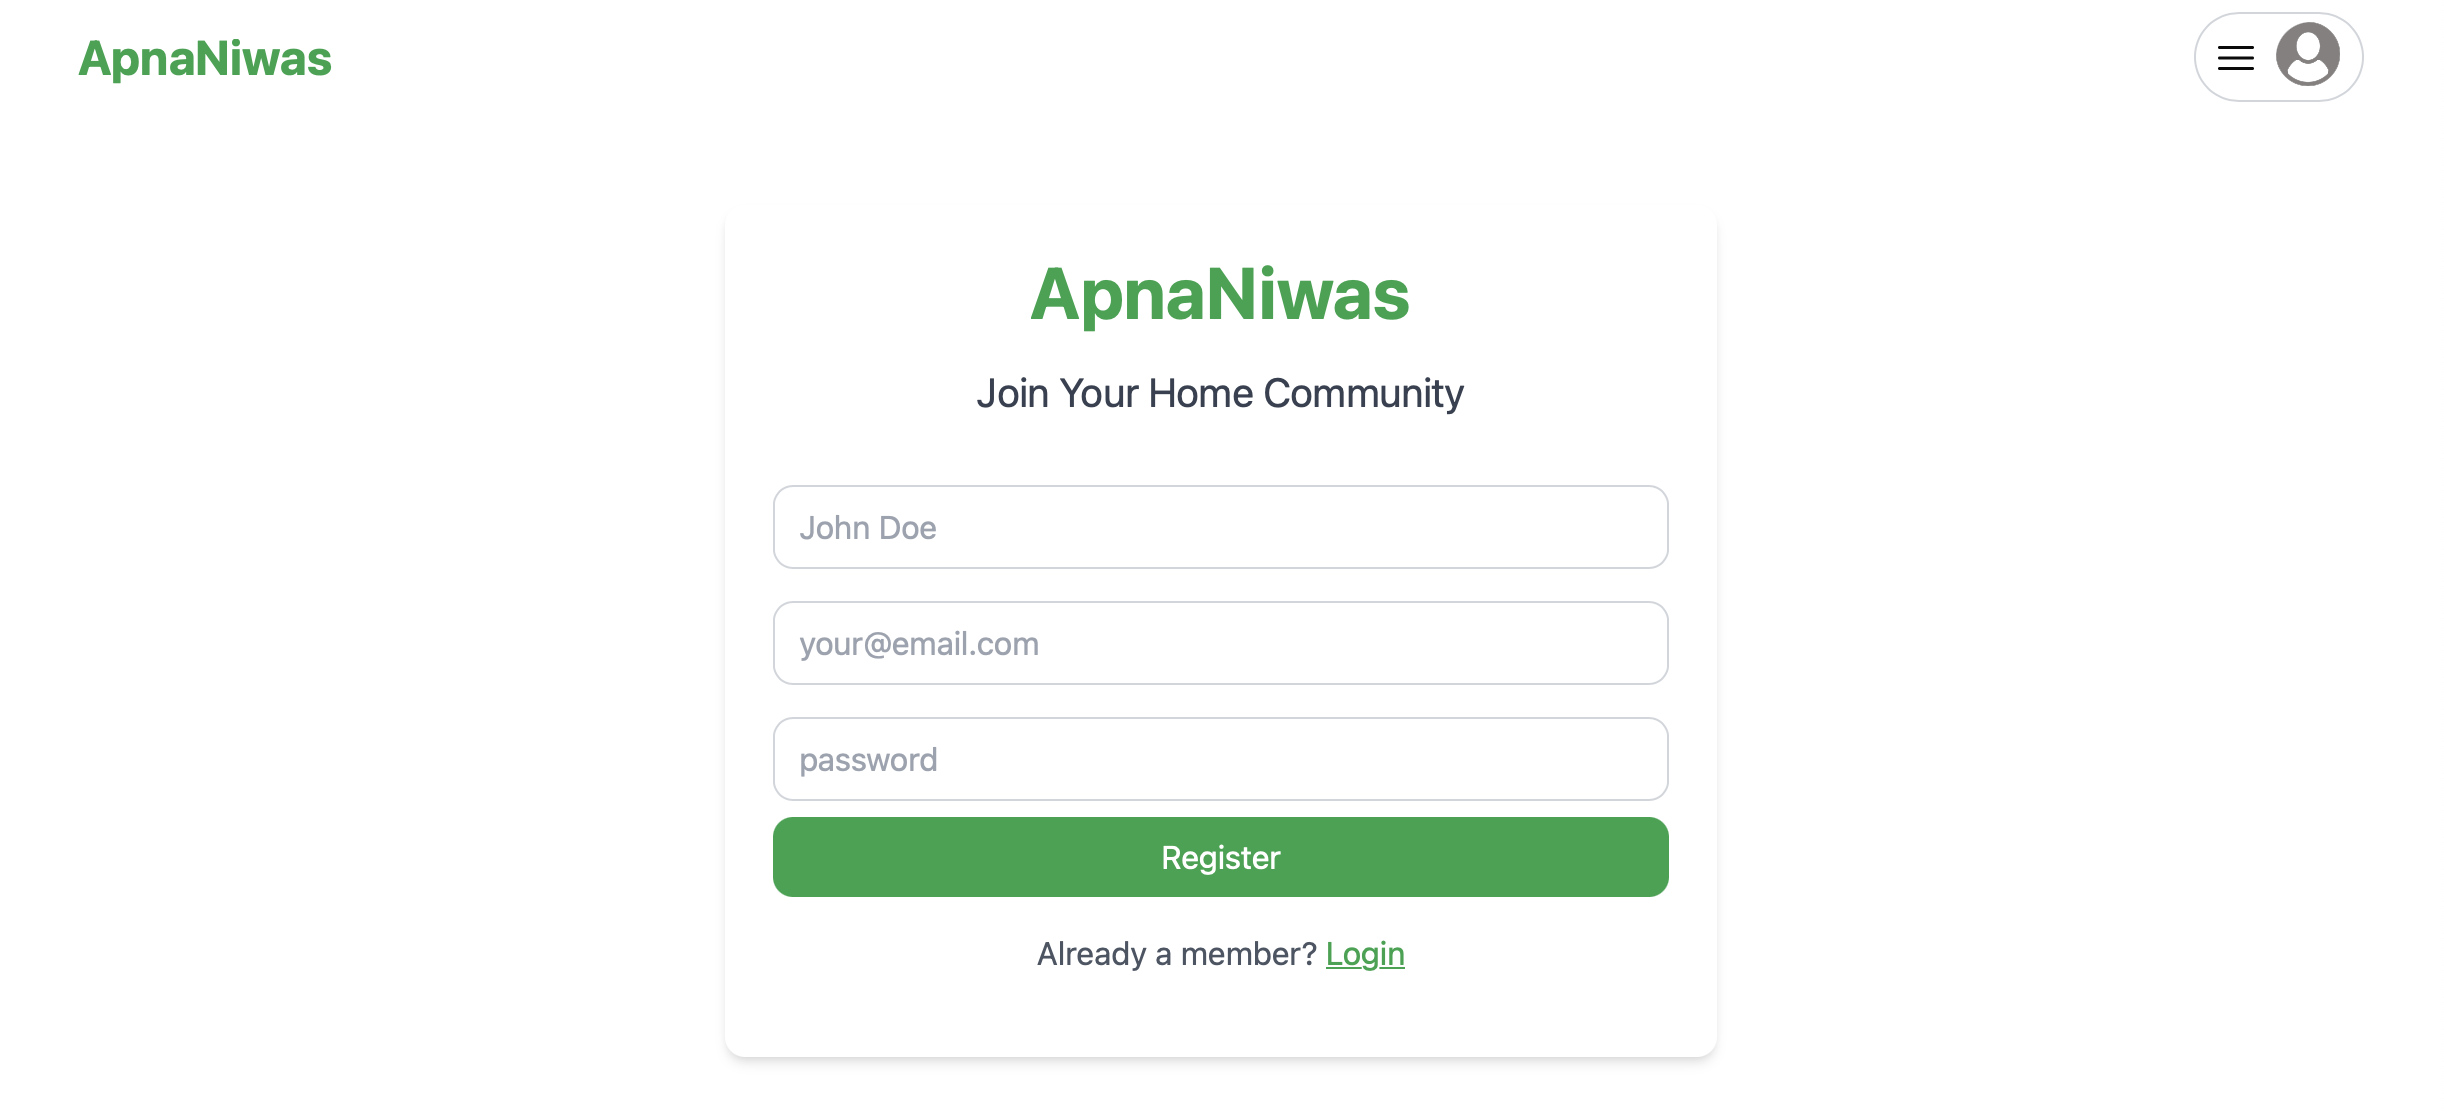 ApnaNiwas
ApnaNiwas
Join Your Home Community
John Doe
your@email.com
password
Register
Already a member? Login